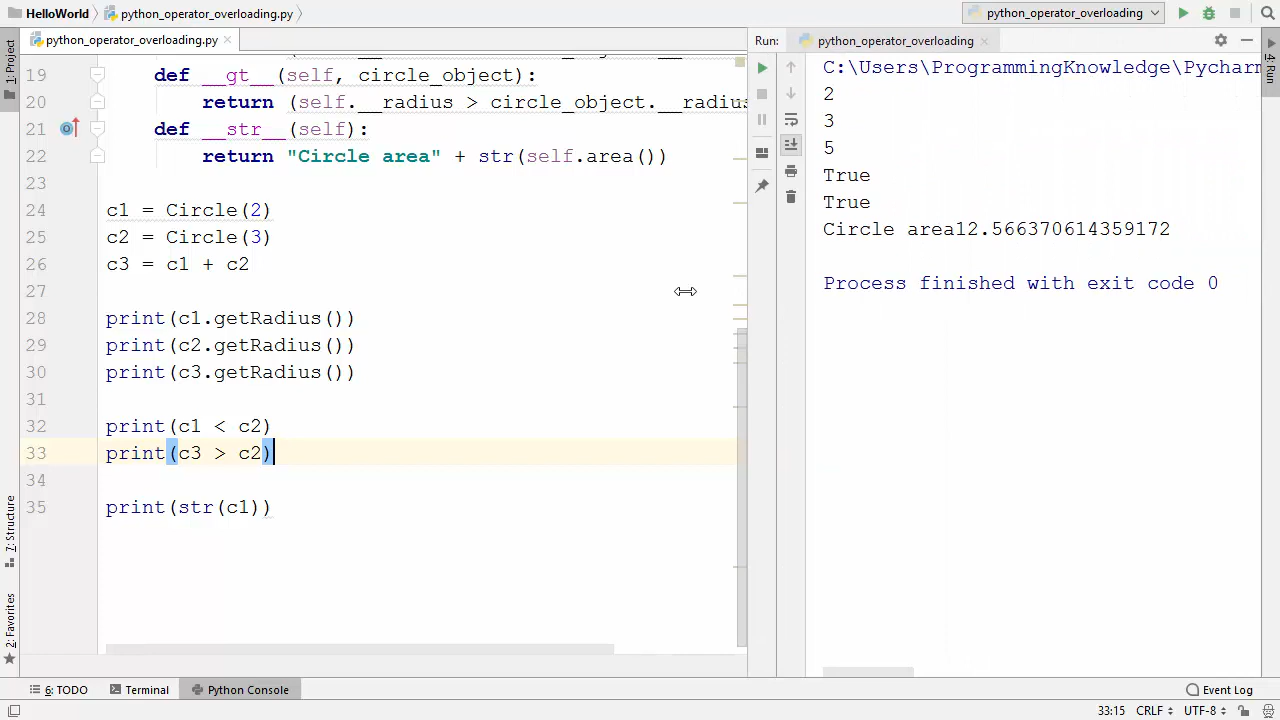 HelloWorld python_operator_overloading.py
python_operator_overloading
python_operator_overloading.py
Run: python_operator_overloading
1: Project
4: Run
19 def __gt__(self, circle_object):
20 return (self.__radius > circle_object.__radius
21 def __str__(self):
22 return "Circle area" + str(self.area())
23
24 c1 = Circle(2)
25 c2 = Circle(3)
26 c3 = c1 + c2
27
28 print(c1.getRadius())
29 print(c2.getRadius())
30 print(c3.getRadius())
31
32 print(c1 < c2)
33 print(c3 > c2)
34
35 print(str(c1))
C:\Users\ProgrammingKnowledge\Pychar
2
3
5
True
True
Circle area12.566370614359172
Process finished with exit code 0
7: Structure
2: Favorites
6: TODO Terminal Python Console Event Log
33:15 CRLF UTF-8